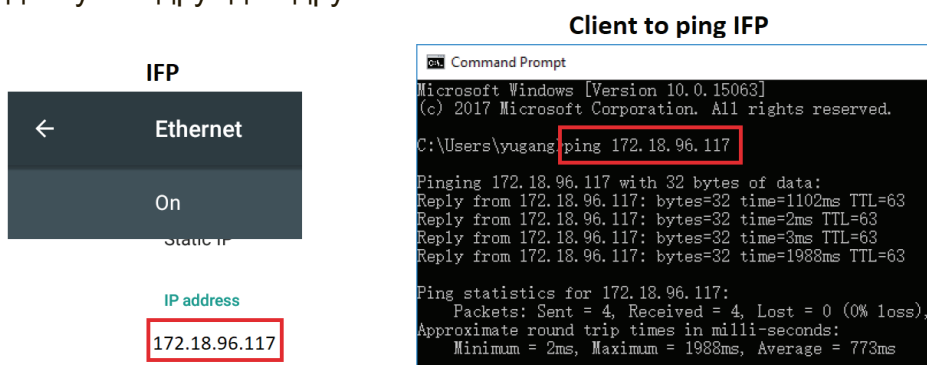 Client to ping IFP
IFP
Ethernet
On
Static IP
IP address
172.18.96.117
Command Prompt
Microsoft Windows [Version 10.0.15063]
(c) 2017 Microsoft Corporation. All rights reserved.
C:\Users\yugang>ping 172.18.96.117
Pinging 172.18.96.117 with 32 bytes of data:
Reply from 172.18.96.117: bytes=32 time=1102ms TTL=63
Reply from 172.18.96.117: bytes=32 time=2ms TTL=63
Reply from 172.18.96.117: bytes=32 time=3ms TTL=63
Reply from 172.18.96.117: bytes=32 time=1988ms TTL=63
Ping statistics for 172.18.96.117:
Packets: Sent = 4, Received = 4, Lost = 0 (0% loss),
Approximate round trip times in milli-seconds:
Minimum = 2ms, Maximum = 1988ms, Average = 773ms